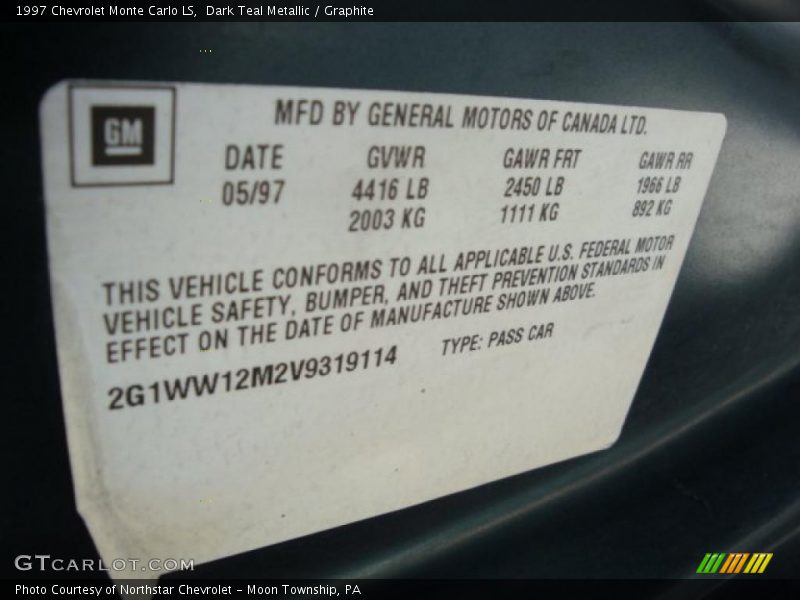 1997 Chevrolet Monte Carlo LS,  Dark Teal Metallic / Graphite
GM
MFD BY GENERAL MOTORS OF CANADA LTD.
DATE GVWR GAWR FRT GAWR RR
05/97 4416 LB 2450 LB 1966 LB
2003 KG 1111 KG 892 KG
THIS VEHICLE CONFORMS TO ALL APPLICABLE U.S. FEDERAL MOTOR
VEHICLE SAFETY, BUMPER, AND THEFT PREVENTION STANDARDS IN
EFFECT ON THE DATE OF MANUFACTURE SHOWN ABOVE.
2G1WW12M2V9319114 TYPE: PASS CAR
GTCARLOT.COM
Photo Courtesy of Northstar Chevrolet - Moon Township, PA